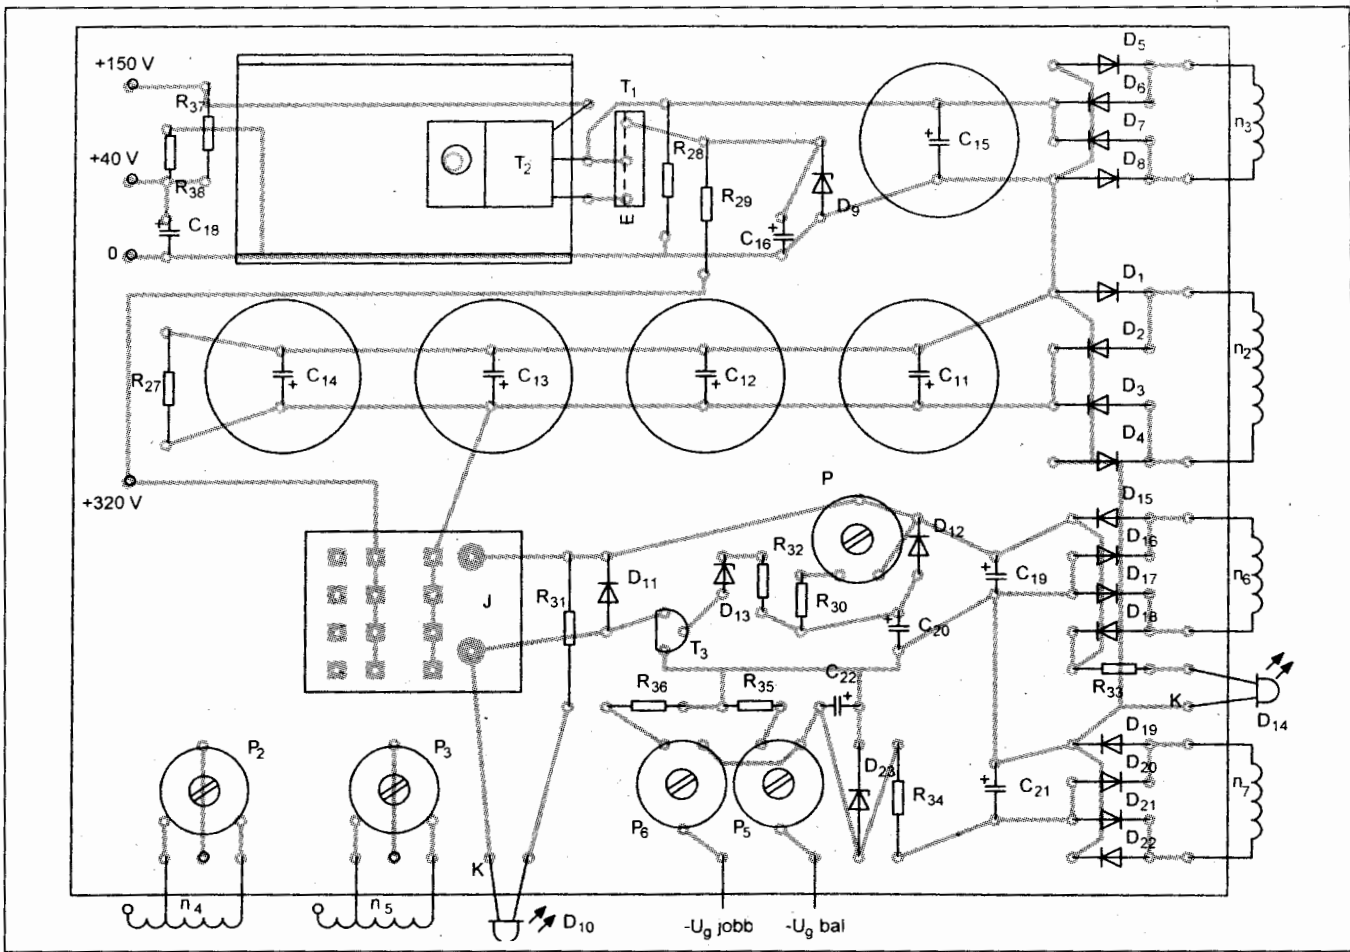 +150 V
R37
+40 V
R38
C18
0
T2
T1
R28
R29
D9
C16
C15
D5
D6
D7
D8
n3
D1
D2
D3
D4
n2
R27
C14
C13
C12
C11
+320 V
J
R31
D11
T3
D13
R32
R30
P
D12
C20
C19
D15
D16
D17
D18
n6
R33
K
D14
R36
R35
C22
D23
R34
C21
D19
D20
D21
D22
n7
P2
P3
P6
P5
n4
n5
K
D10
-Ug jobb
-Ug bal